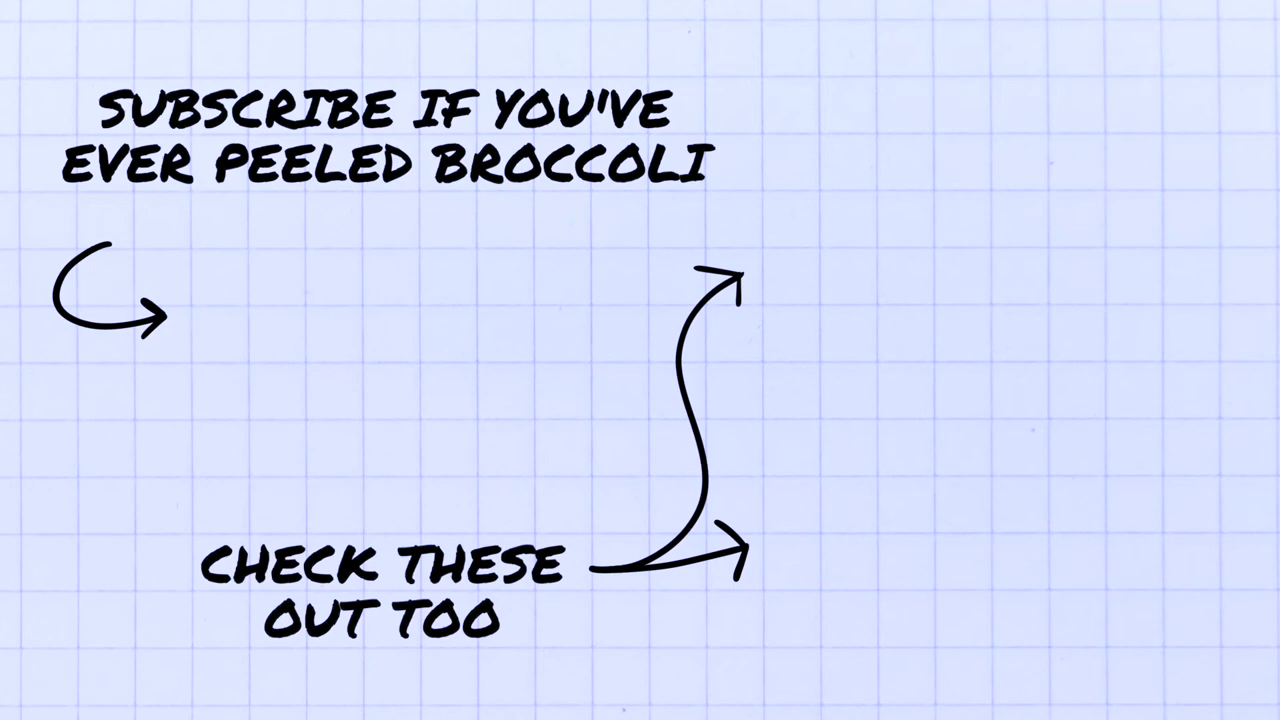 SUBSCRIBE IF YOU'VE
EVER PEELED BROCCOLI
CHECK THESE
OUT TOO